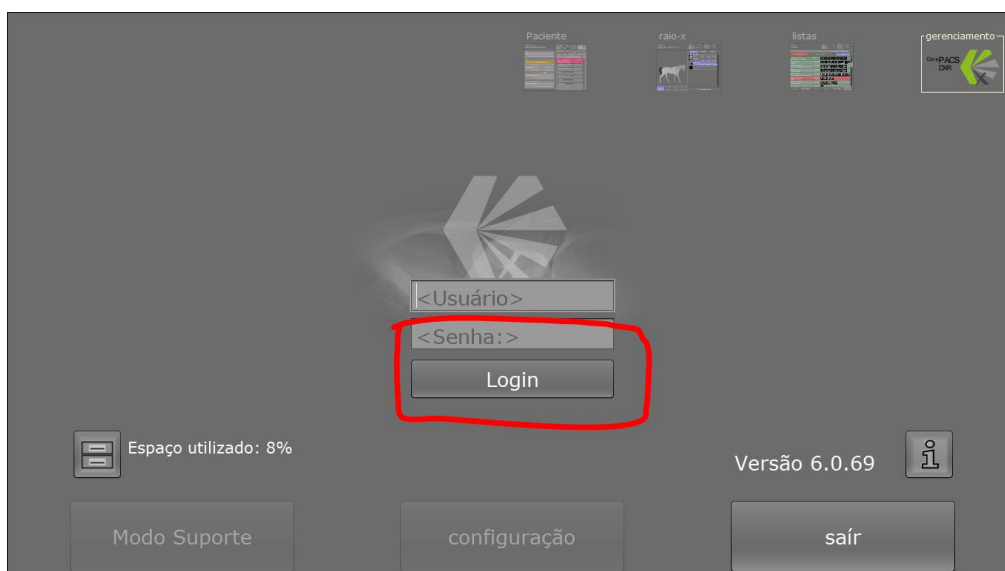 Paciente
raio-x
listas
gerenciamento
PACS
DXR
<Usuário>
<Senha:>
Login
Espaço utilizado: 8%
Versão 6.0.69
Modo Suporte
configuração
saír